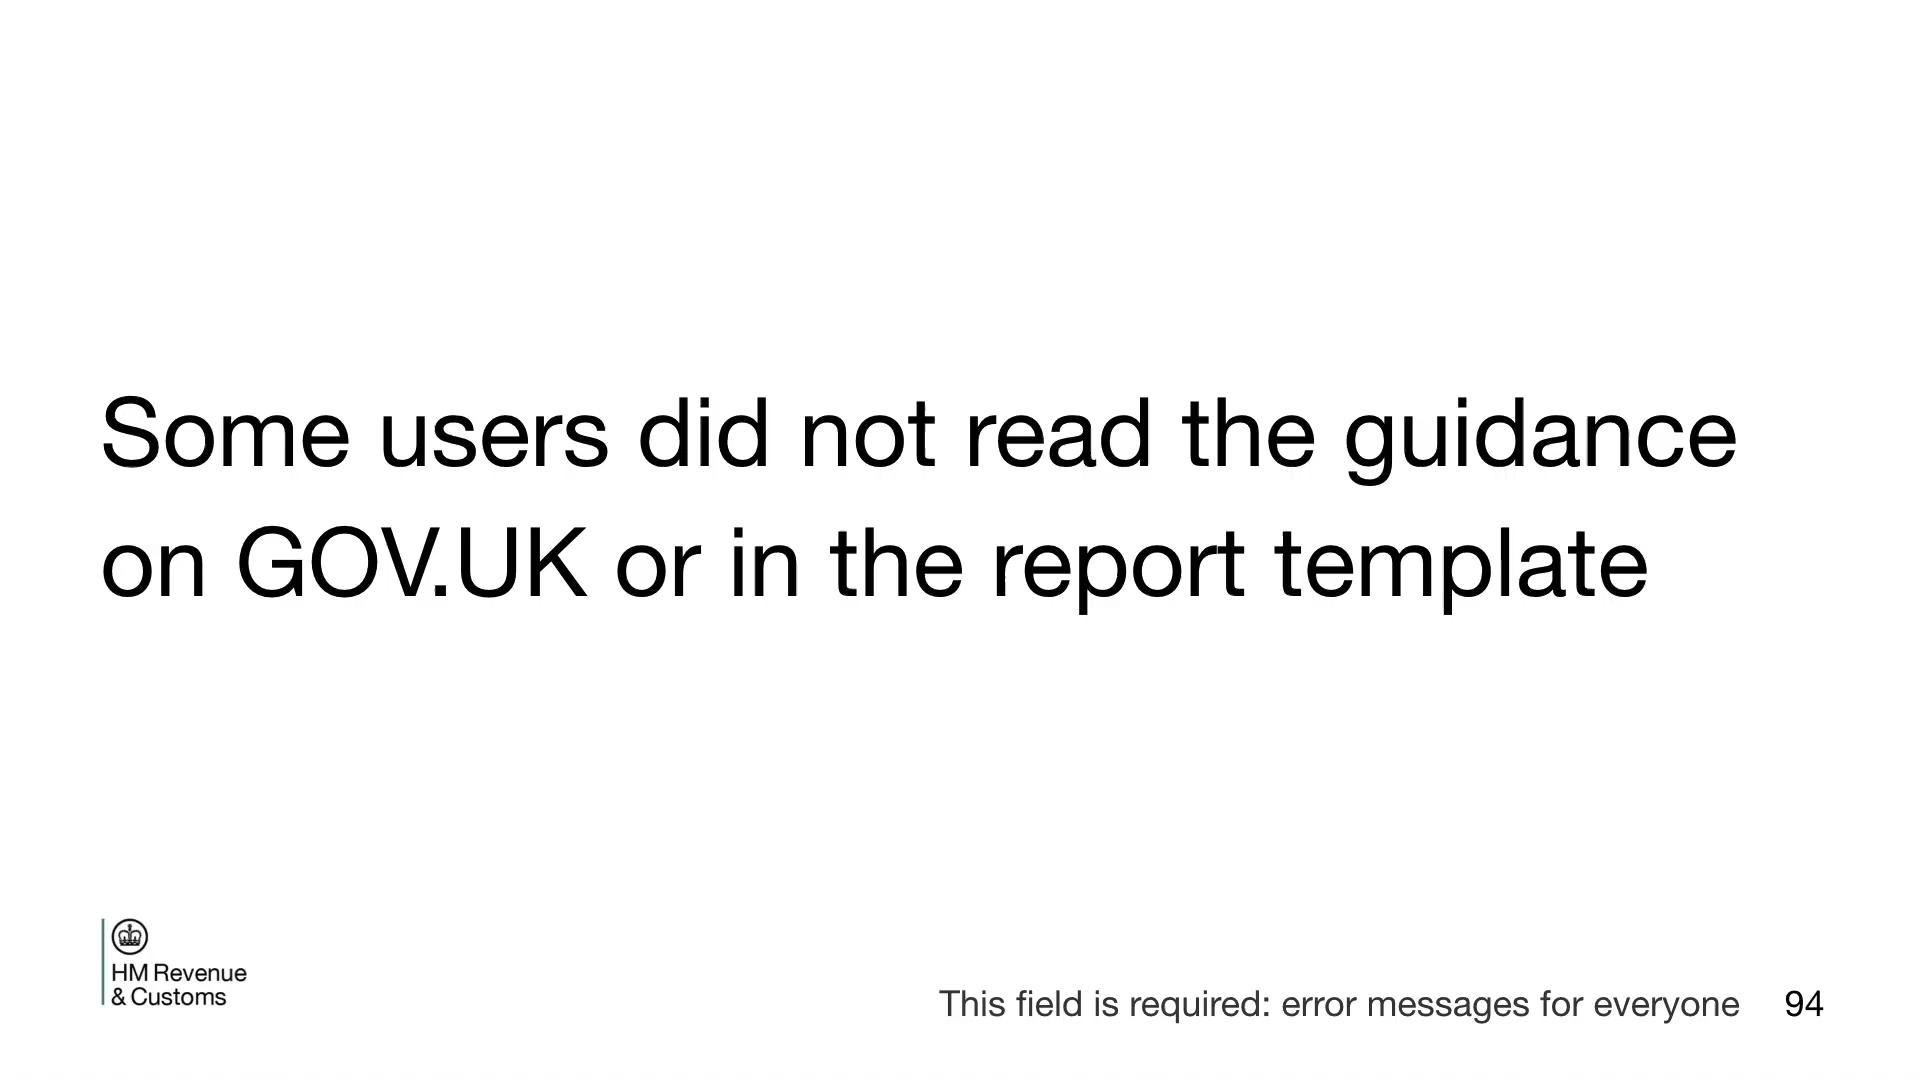 Some users did not read the guidance
on GOV.UK or in the report template
HM Revenue
& Customs
This field is required: error messages for everyone 94